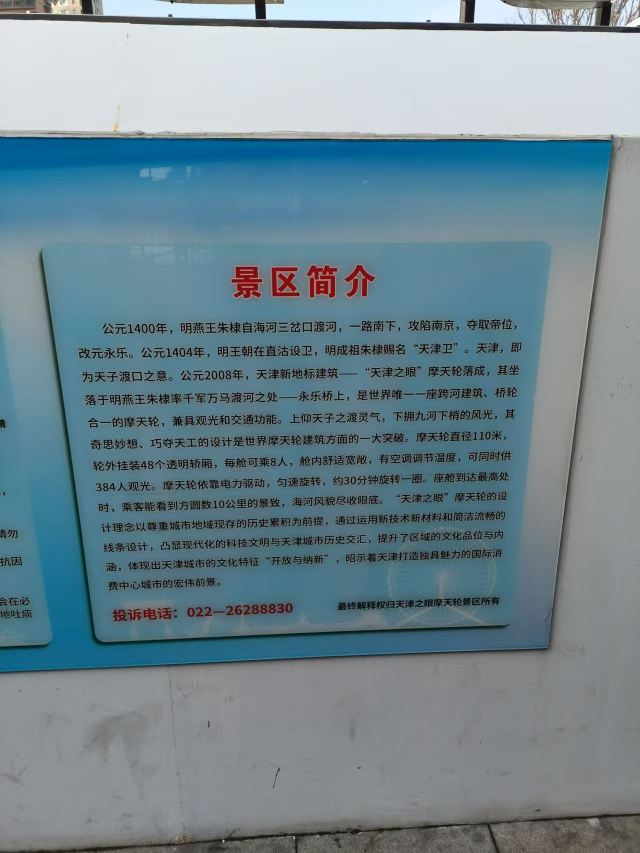 景区简介
公元1400年，明燕王朱棣自海河三岔口渡河，一路南下，攻陷南京，夺取帝位，
改元永乐。公元1404年，明王朝在直沽设卫，明成祖朱棣赐名“天津卫”。天津，即
为天子渡口之意。公元2008年，天津新地标建筑——“天津之眼”摩天轮落成，其坐
落于明燕王朱棣率千军万马渡河之处——永乐桥上，是世界唯一一座跨河建筑、桥轮
合一的摩天轮，兼具观光和交通功能。上仰天子之渡灵气，下拥九河下梢的风光，其
奇思妙想、巧夺天工的设计是世界摩天轮建筑方面的一大突破。摩天轮直径110米，
轮外挂装48个透明轿厢，每舱可乘8人，舱内舒适宽敞，有空调调节温度，可同时供
384人观光。摩天轮依靠电力驱动，匀速旋转，约30分钟旋转一圈。座舱到达最高处
时，乘客能看到方圆数10公里的景致，海河风貌尽收眼底。“天津之眼”摩天轮的设
计理念以尊重城市地域现存的历史累积为前提，通过运用新技术新材料和简洁流畅的
线条设计，凸显现代化的科技文明与天津城市历史交汇，提升了区域的文化品位与内
涵，体现出天津城市的文化特征“开放与纳新”，昭示着天津打造独具魅力的国际消
费中心城市的宏伟前景。
投诉电话：022—26288830
最终解释权归天津之眼摩天轮景区所有
请勿
抗因
会在必
地吐痰